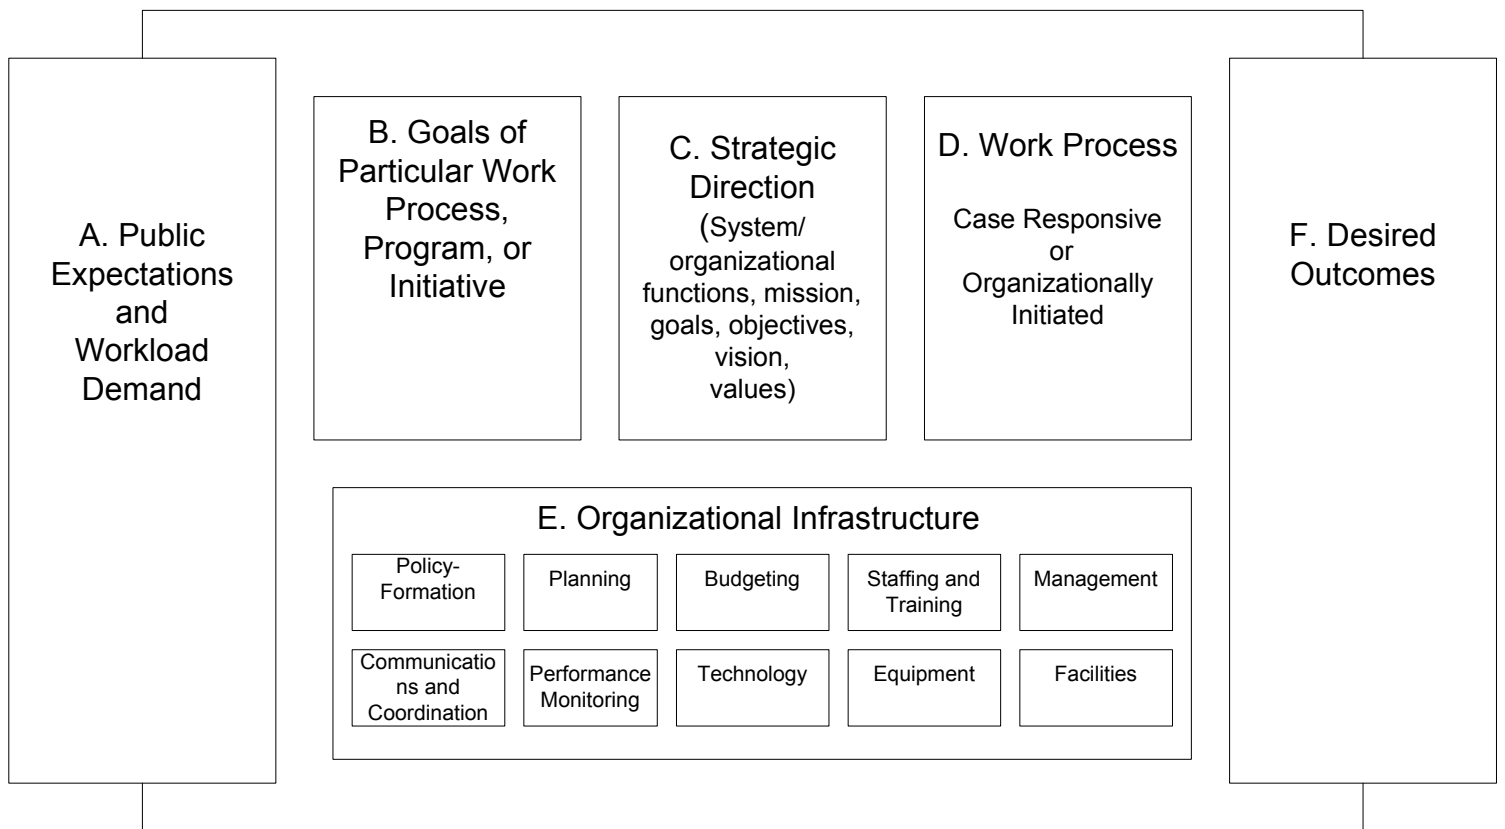 A. Public
Expectations
and
Workload
Demand
B. Goals of
Particular Work
Process,
Program, or
Initiative
C. Strategic
Direction
(System/
organizational
functions, mission,
goals, objectives,
vision,
values)
D. Work Process
Case Responsive
or
Organizationally
Initiated
E. Organizational Infrastructure
Policy-
Formation
Planning
Budgeting
Staffing and
Training
Management
Communicatio
ns and
Coordination
Performance
Monitoring
Technology
Equipment
Facilities
F. Desired
Outcomes